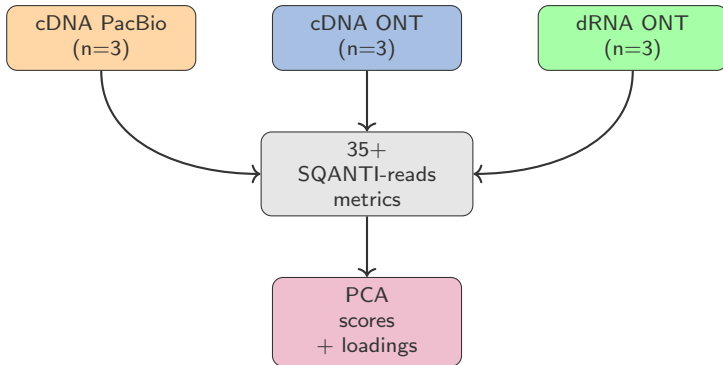 cDNA PacBio
(n=3)
cDNA ONT
(n=3)
dRNA ONT
(n=3)
35+
SQANTI-reads
metrics
PCA
scores
+ loadings